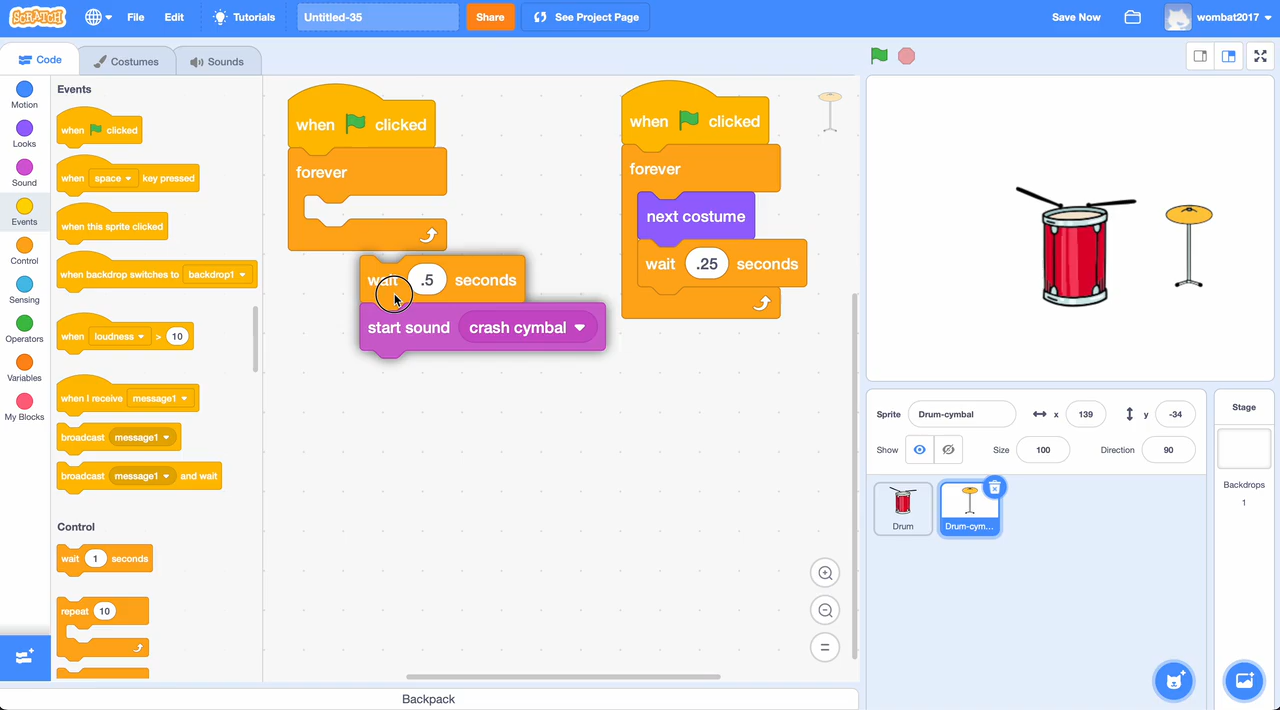 SCRATCH
File
Edit
Tutorials
Untitled-35
Share
See Project Page
Save Now
wombat2017
Code
Costumes
Sounds
Motion
Looks
Sound
Events
Control
Sensing
Operators
Variables
My Blocks
Events
when clicked
when space key pressed
when this sprite clicked
when backdrop switches to backdrop1
when loudness > 10
when I receive message1
broadcast message1
broadcast message1 and wait
Control
wait 1 seconds
repeat 10
when clicked
forever
wait .5 seconds
start sound crash cymbal
when clicked
forever
next costume
wait .25 seconds
Backpack
Sprite Drum-cymbal x 139 y -34
Show Size 100 Direction 90
Drum
Drum-cym...
Stage
Backdrops
1